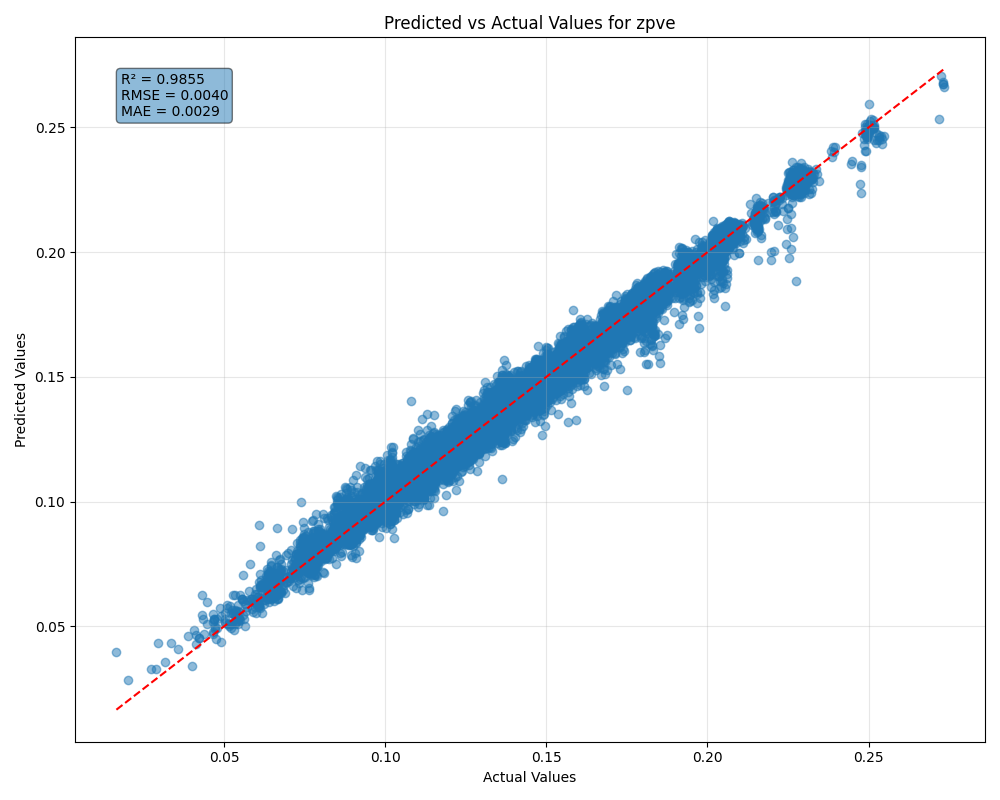 Predicted vs Actual Values for zpve
R² = 0.9855
RMSE = 0.0040
MAE = 0.0029
Predicted Values
0.25
0.20
0.15
0.10
0.05
0.05 0.10 0.15 0.20 0.25
Actual Values